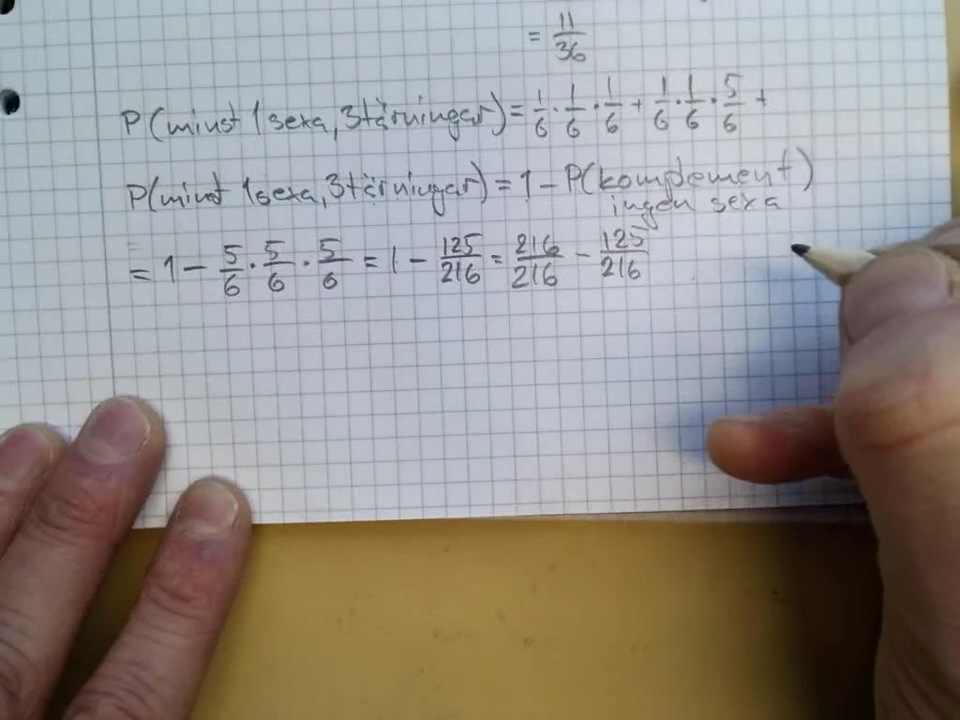 = 11/36
P(minst 1 sexa, 3 tärningar) = 1/6 · 1/6 · 1/6 + 1/6 · 1/6 · 5/6 +
P(minst 1 sexa, 3 tärningar) = 1 - P(komplement)
ingen sexa
= 1 - 5/6 · 5/6 · 5/6 = 1 - 125/216 = 216/216 - 125/216